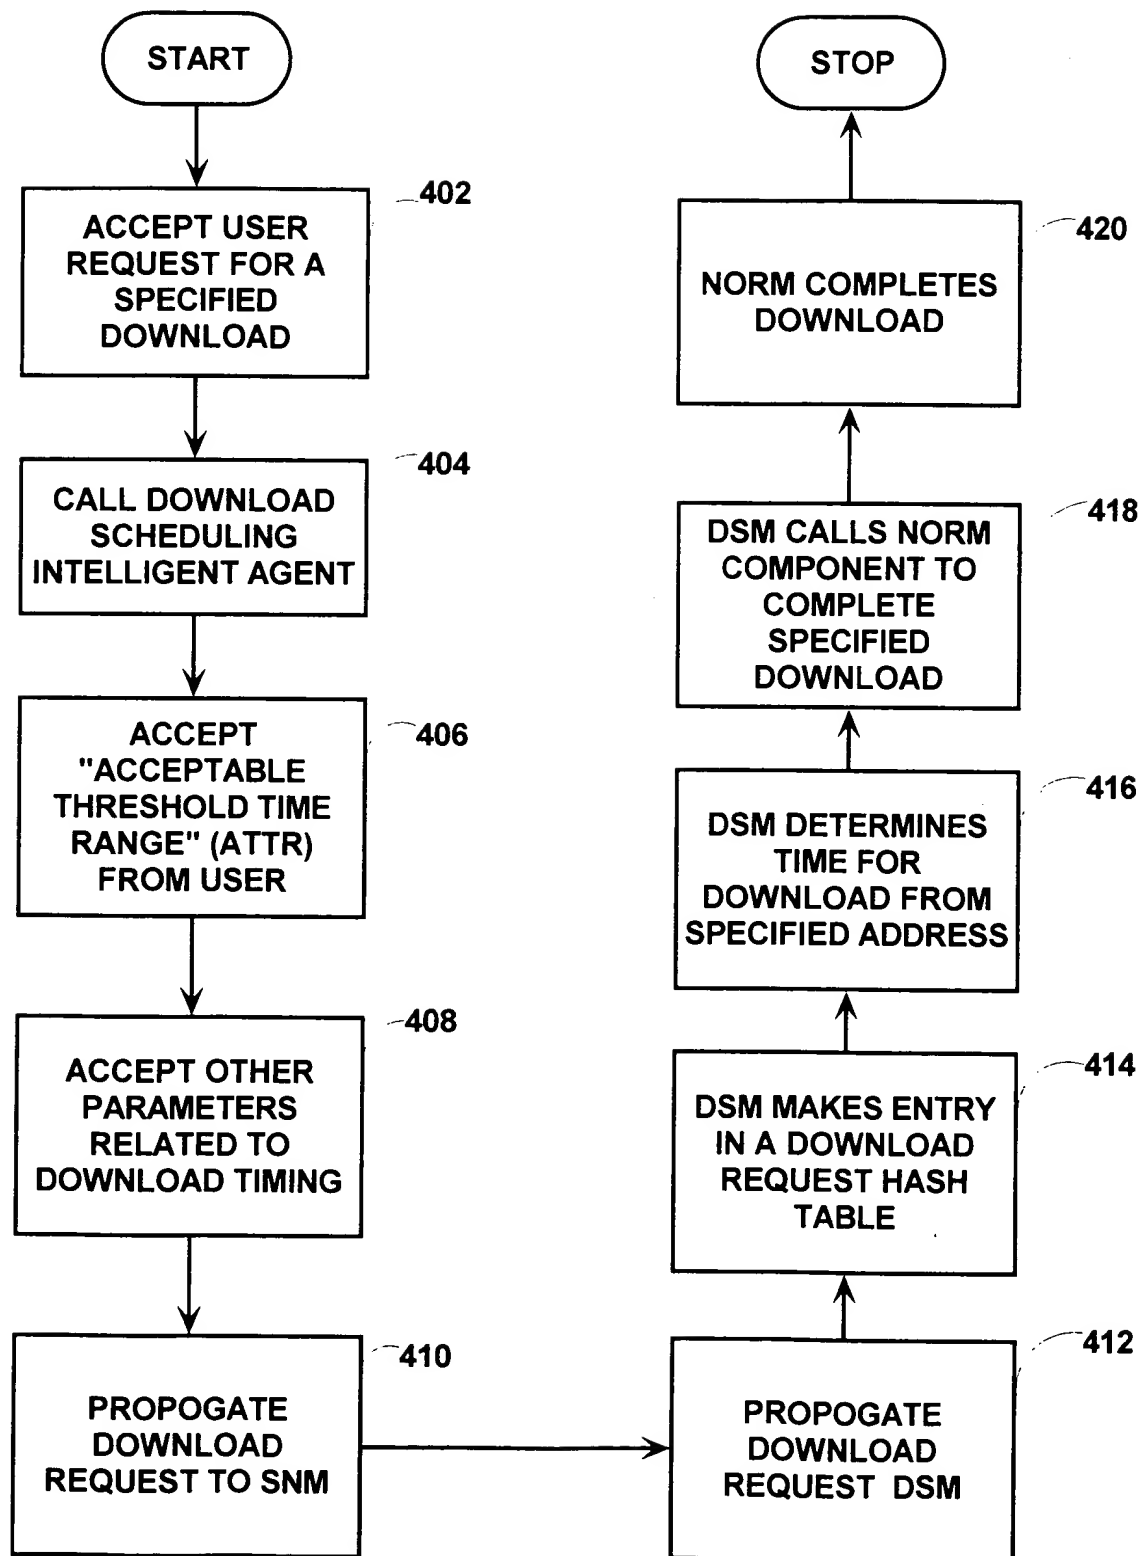 START
402
ACCEPT USER
REQUEST FOR A
SPECIFIED
DOWNLOAD
404
CALL DOWNLOAD
SCHEDULING
INTELLIGENT AGENT
406
ACCEPT
"ACCEPTABLE
THRESHOLD TIME
RANGE" (ATTR)
FROM USER
408
ACCEPT OTHER
PARAMETERS
RELATED TO
DOWNLOAD TIMING
410
PROPOGATE
DOWNLOAD
REQUEST TO SNM
412
PROPOGATE
DOWNLOAD
REQUEST DSM
414
DSM MAKES ENTRY
IN A DOWNLOAD
REQUEST HASH
TABLE
416
DSM DETERMINES
TIME FOR
DOWNLOAD FROM
SPECIFIED ADDRESS
418
DSM CALLS NORM
COMPONENT TO
COMPLETE
SPECIFIED
DOWNLOAD
420
NORM COMPLETES
DOWNLOAD
STOP